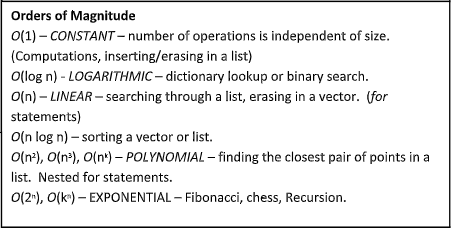 Orders of Magnitude
O(1) – CONSTANT – number of operations is independent of size.
(Computations, inserting/erasing in a list)
O(log n) - LOGARITHMIC – dictionary lookup or binary search.
O(n) – LINEAR – searching through a list, erasing in a vector. (for
statements)
O(n log n) – sorting a vector or list.
O(n²), O(n³), O(n⁴) – POLYNOMIAL – finding the closest pair of points in a
list. Nested for statements.
O(2ⁿ), O(kⁿ) – EXPONENTIAL – Fibonacci, chess, Recursion.